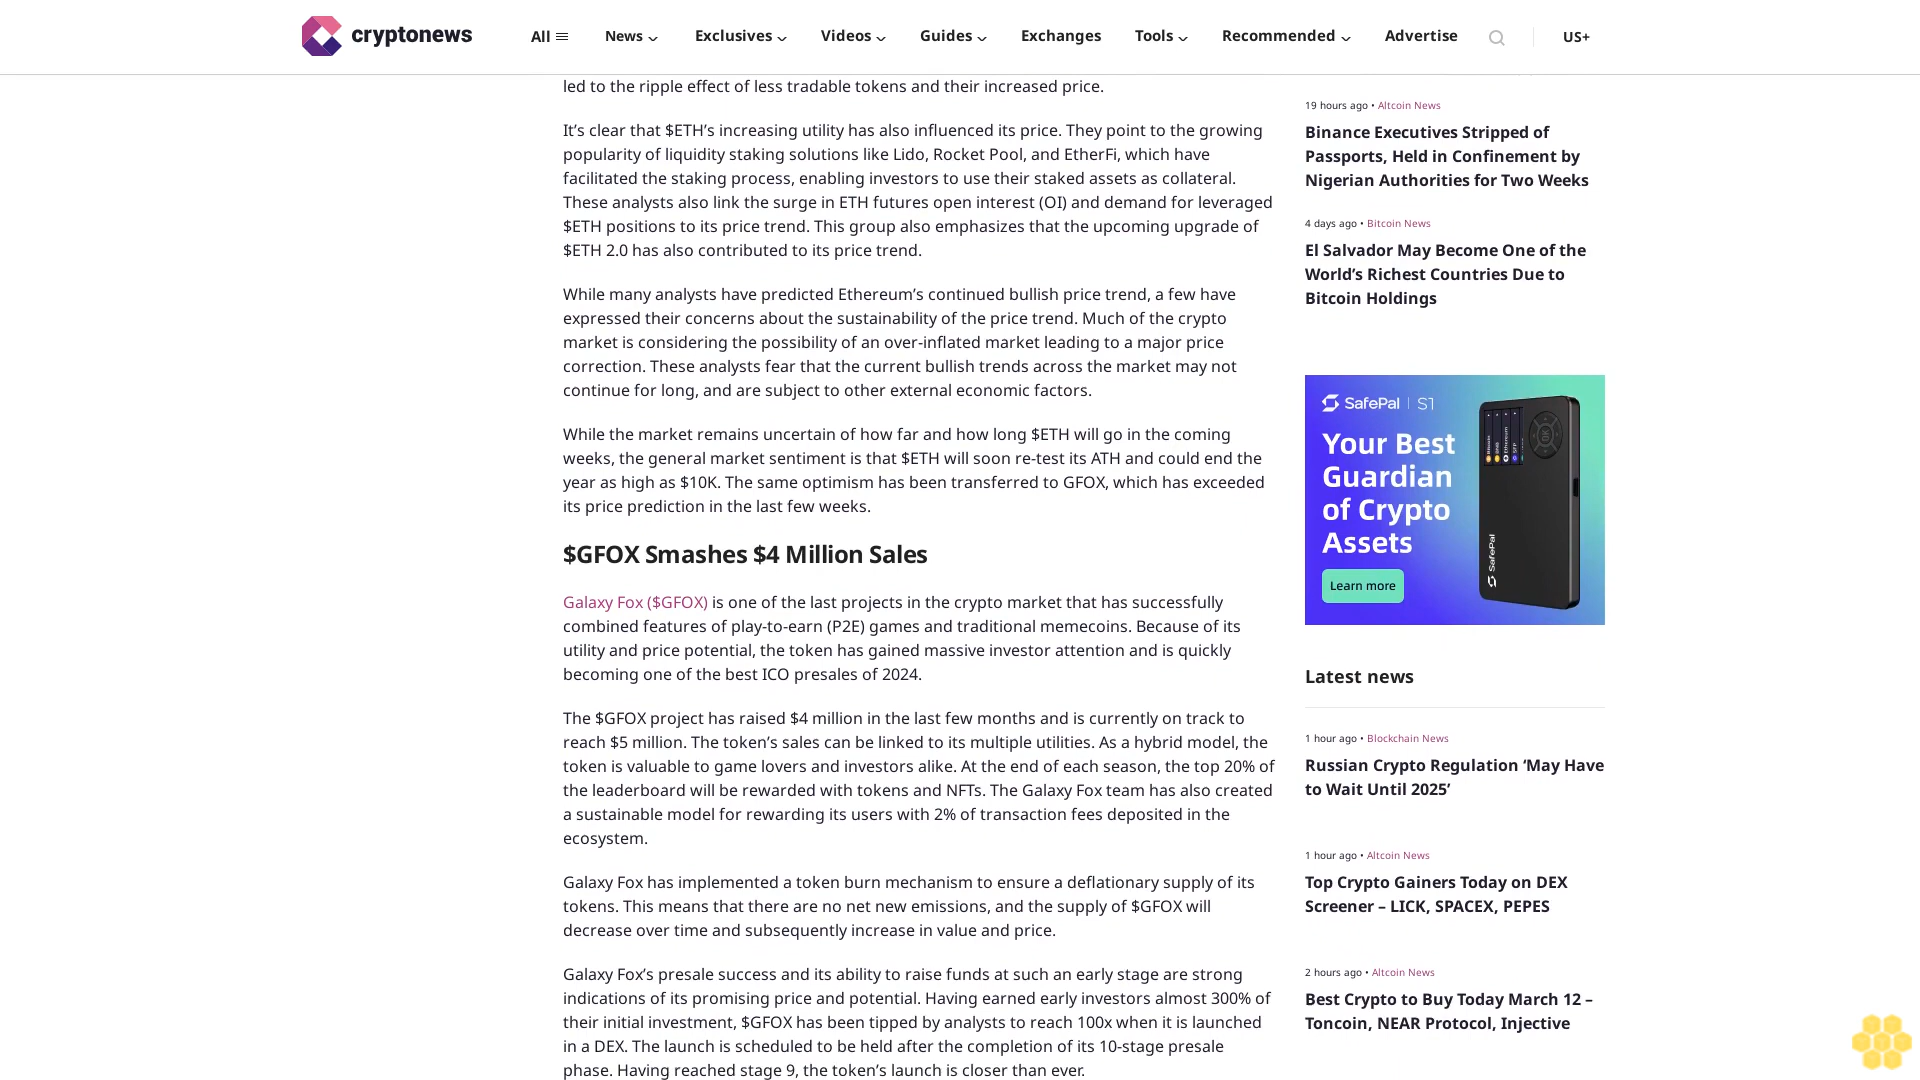 cryptonews
All
News
Exclusives
Videos
Guides
Exchanges
Tools
Recommended
Advertise
US+
led to the ripple effect of less tradable tokens and their increased price.
It’s clear that $ETH’s increasing utility has also influenced its price. They point to the growing
popularity of liquidity staking solutions like Lido, Rocket Pool, and EtherFi, which have
facilitated the staking process, enabling investors to use their staked assets as collateral.
These analysts also link the surge in ETH futures open interest (OI) and demand for leveraged
$ETH positions to its price trend. This group also emphasizes that the upcoming upgrade of
$ETH 2.0 has also contributed to its price trend.
While many analysts have predicted Ethereum’s continued bullish price trend, a few have
expressed their concerns about the sustainability of the price trend. Much of the crypto
market is considering the possibility of an over-inflated market leading to a major price
correction. These analysts fear that the current bullish trends across the market may not
continue for long, and are subject to other external economic factors.
While the market remains uncertain of how far and how long $ETH will go in the coming
weeks, the general market sentiment is that $ETH will soon re-test its ATH and could end the
year as high as $10K. The same optimism has been transferred to GFOX, which has exceeded
its price prediction in the last few weeks.
$GFOX Smashes $4 Million Sales
Galaxy Fox ($GFOX) is one of the last projects in the crypto market that has successfully
combined features of play-to-earn (P2E) games and traditional memecoins. Because of its
utility and price potential, the token has gained massive investor attention and is quickly
becoming one of the best ICO presales of 2024.
The $GFOX project has raised $4 million in the last few months and is currently on track to
reach $5 million. The token’s sales can be linked to its multiple utilities. As a hybrid model, the
token is valuable to game lovers and investors alike. At the end of each season, the top 20% of
the leaderboard will be rewarded with tokens and NFTs. The Galaxy Fox team has also created
a sustainable model for rewarding its users with 2% of transaction fees deposited in the
ecosystem.
Galaxy Fox has implemented a token burn mechanism to ensure a deflationary supply of its
tokens. This means that there are no net new emissions, and the supply of $GFOX will
decrease over time and subsequently increase in value and price.
Galaxy Fox’s presale success and its ability to raise funds at such an early stage are strong
indications of its promising price and potential. Having earned early investors almost 300% of
their initial investment, $GFOX has been tipped by analysts to reach 100x when it is launched
in a DEX. The launch is scheduled to be held after the completion of its 10-stage presale
phase. Having reached stage 9, the token’s launch is closer than ever.
19 hours ago • Altcoin News
Binance Executives Stripped of
Passports, Held in Confinement by
Nigerian Authorities for Two Weeks
4 days ago • Bitcoin News
El Salvador May Become One of the
World’s Richest Countries Due to
Bitcoin Holdings
SafePal | S1
Your Best
Guardian
of Crypto
Assets
Learn more
SafePal
OK
Latest news
1 hour ago • Blockchain News
Russian Crypto Regulation ‘May Have
to Wait Until 2025’
1 hour ago • Altcoin News
Top Crypto Gainers Today on DEX
Screener – LICK, SPACEX, PEPES
2 hours ago • Altcoin News
Best Crypto to Buy Today March 12 –
Toncoin, NEAR Protocol, Injective